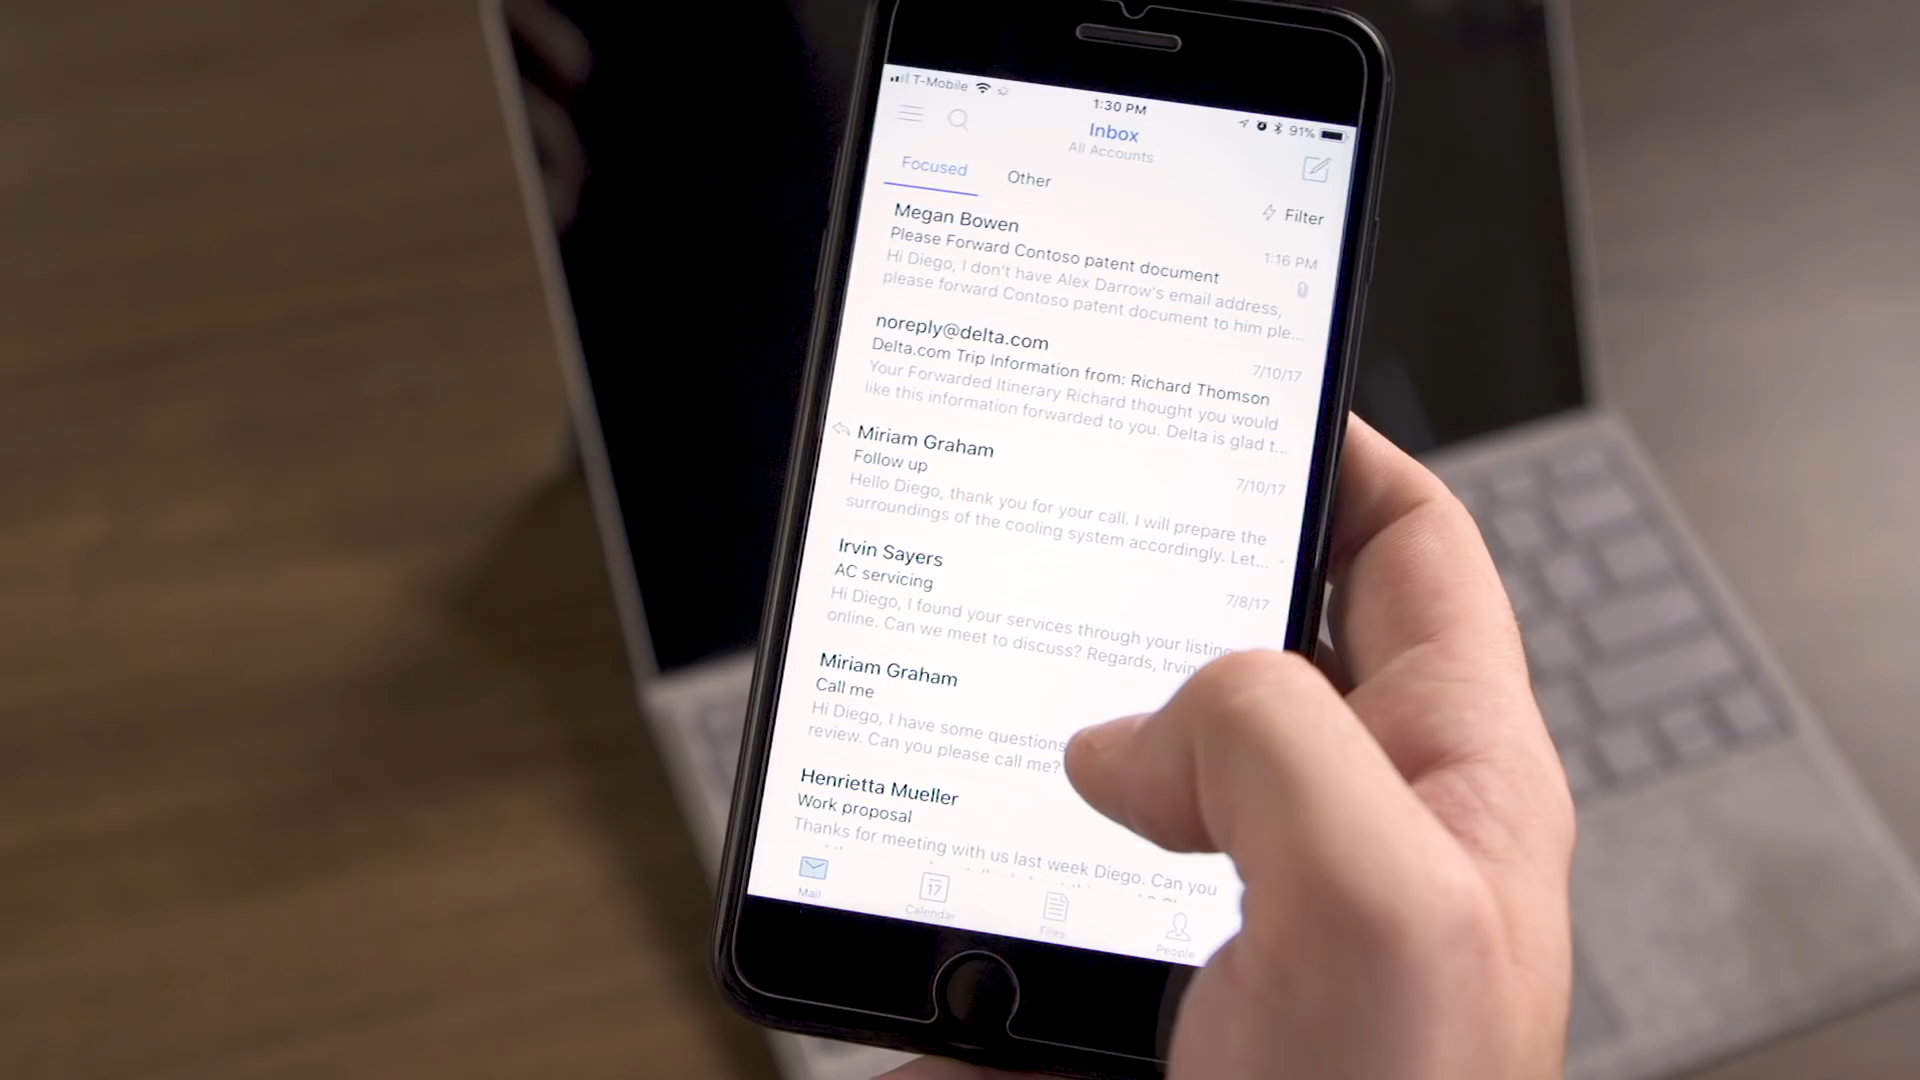 T-Mobile
1:30 PM
91%
Inbox
All Accounts
Focused
Other
Filter
Megan Bowen
Please Forward Contoso patent document
1:16 PM
Hi Diego, I don't have Alex Darrow's email address,
please forward Contoso patent document to him ple...
noreply@delta.com
Delta.com Trip Information from: Richard Thomson
7/10/17
Your Forwarded Itinerary Richard thought you would
like this information forwarded to you. Delta is glad t...
Miriam Graham
Follow up
7/10/17
Hello Diego, thank you for your call. I will prepare the
surroundings of the cooling system accordingly. Let...
Irvin Sayers
AC servicing
7/8/17
Hi Diego, I found your services through your listing
online. Can we meet to discuss? Regards, Irvin
Miriam Graham
Call me
Hi Diego, I have some questions
review. Can you please call me?
Henrietta Mueller
Work proposal
Thanks for meeting with us last week Diego. Can you
Mail
17
Calendar
Files
People